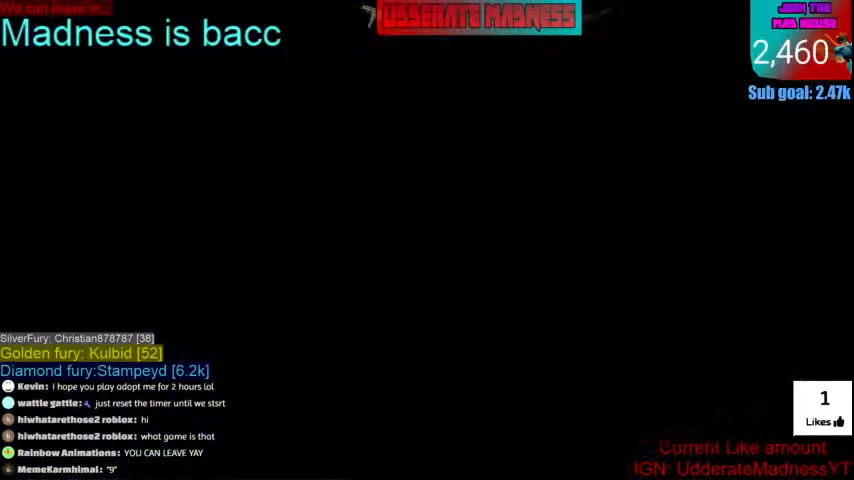 We can leave in...
Madness is bacc
UDDERATE MADNESS
JOIN THE
MAD HOUSE
2,460
Sub goal: 2.47k
SilverFury: Christian878787 [38]
Golden fury: Kulbid [52]
Diamond fury:Stampeyd [6.2k]
Kevin: I hope you play adopt me for 2 hours lol
wattle gattle: just reset the timer until we stsrt
hiwhatarethose2 roblox: hi
hiwhatarethose2 roblox: what game is that
Rainbow Animations: YOU CAN LEAVE YAY
MemeKarmhimal: "9"
1
Likes
Current Like amount
IGN: UdderateMadnessYT